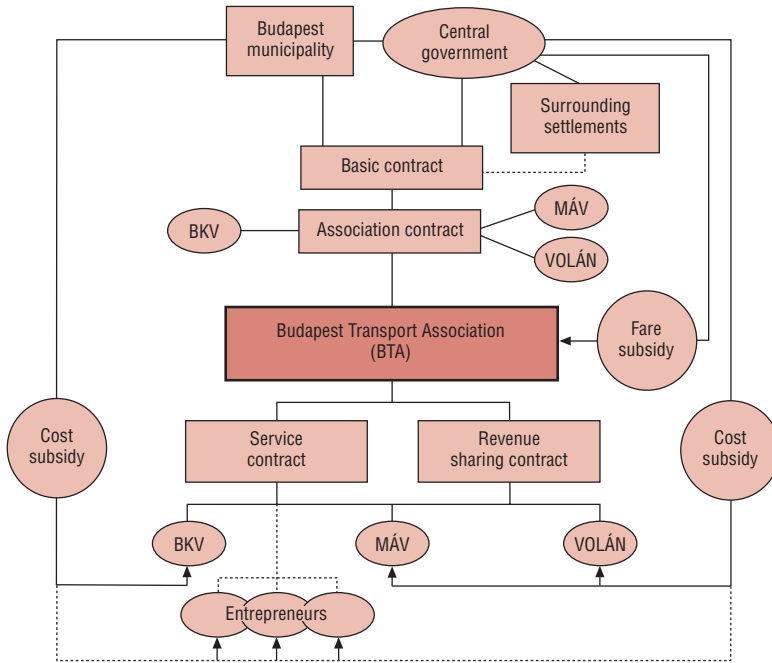 Budapest
municipality
Central
government
Surrounding
settlements
Basic contract
BKV
Association contract
MÁV
VOLÁN
Budapest Transport Association
(BTA)
Fare
subsidy
Cost
subsidy
Service
contract
Revenue
sharing contract
Cost
subsidy
BKV
MÁV
VOLÁN
Entrepreneurs